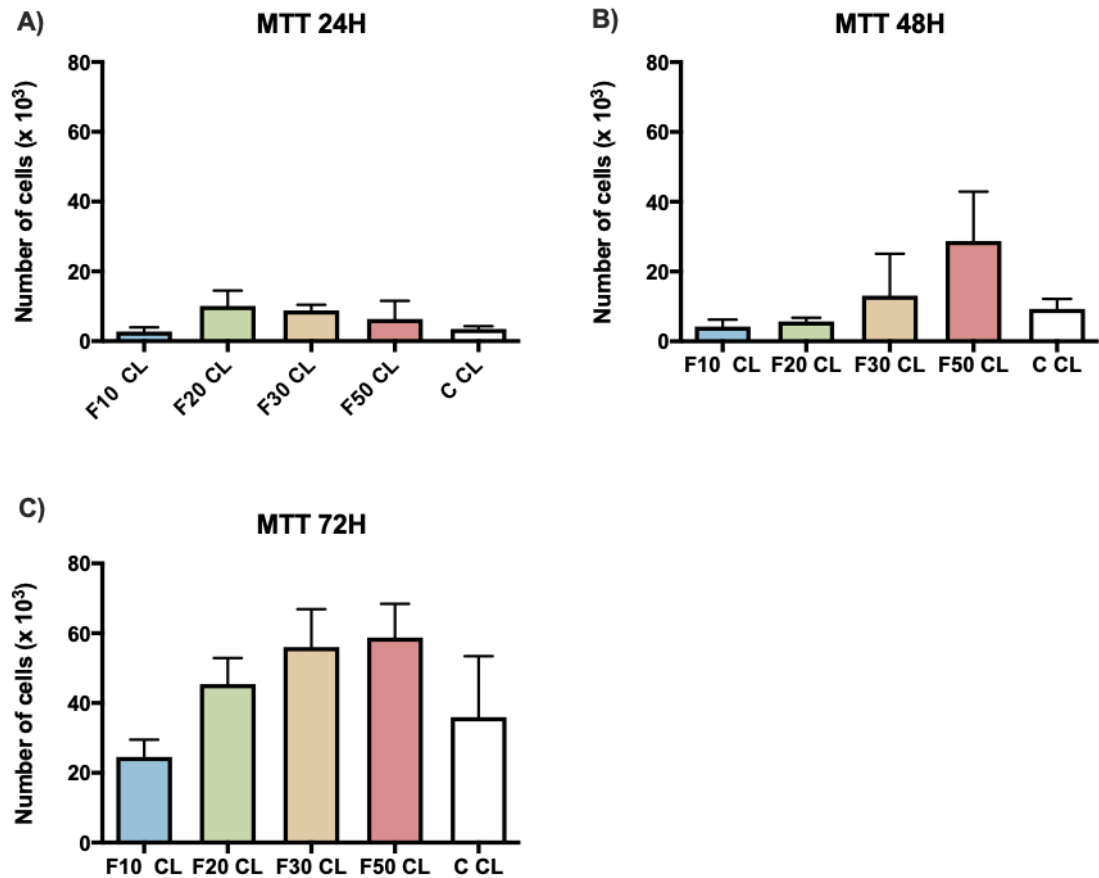 A)
MTT 24H
Number of cells (x 10³)
80
60
40
20
0
F10 CL
F20 CL
F30 CL
F50 CL
C CL
B)
MTT 48H
Number of cells (x 10³)
80
60
40
20
0
F10 CL F20 CL F30 CL F50 CL C CL
C)
MTT 72H
Number of cells (x 10³)
80
60
40
20
0
F10 CL F20 CL F30 CL F50 CL C CL